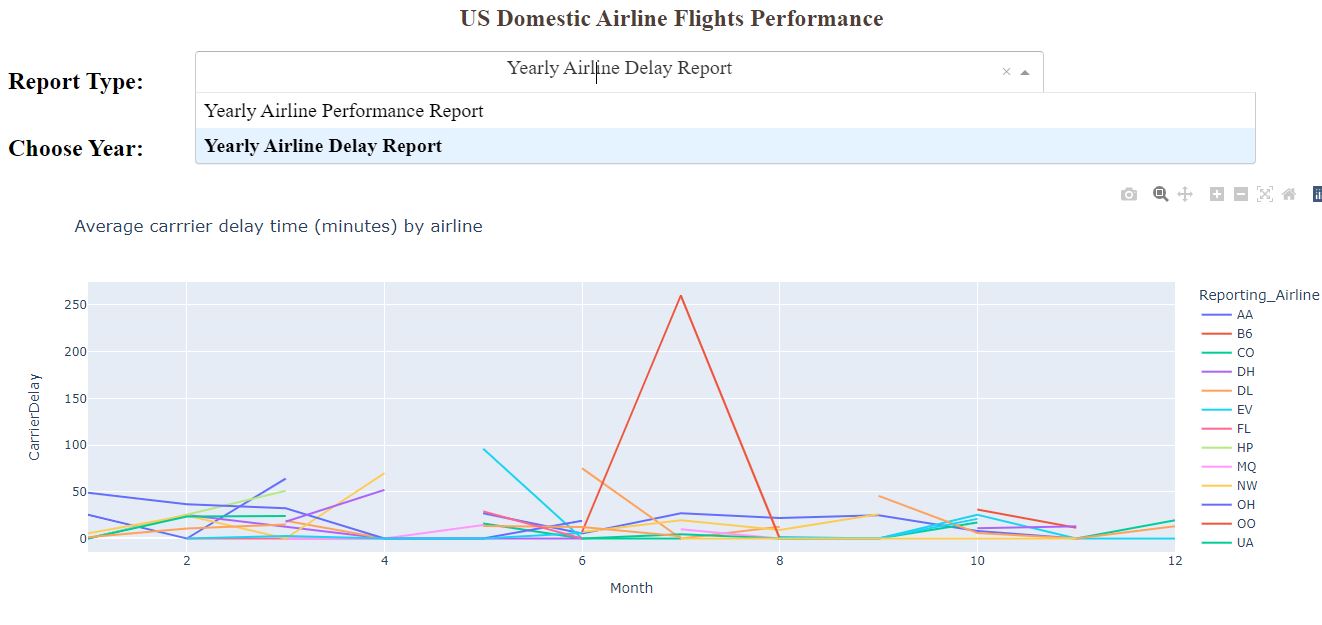 US Domestic Airline Flights Performance
Report Type:
Yearly Airline Delay Report
×
Yearly Airline Performance Report
Choose Year:
Yearly Airline Delay Report
Average carrrier delay time (minutes) by airline
CarrierDelay
250
200
150
100
50
0
2 4 6 8 10 12
Month
Reporting_Airline
AA
B6
CO
DH
DL
EV
FL
HP
MQ
NW
OH
OO
UA